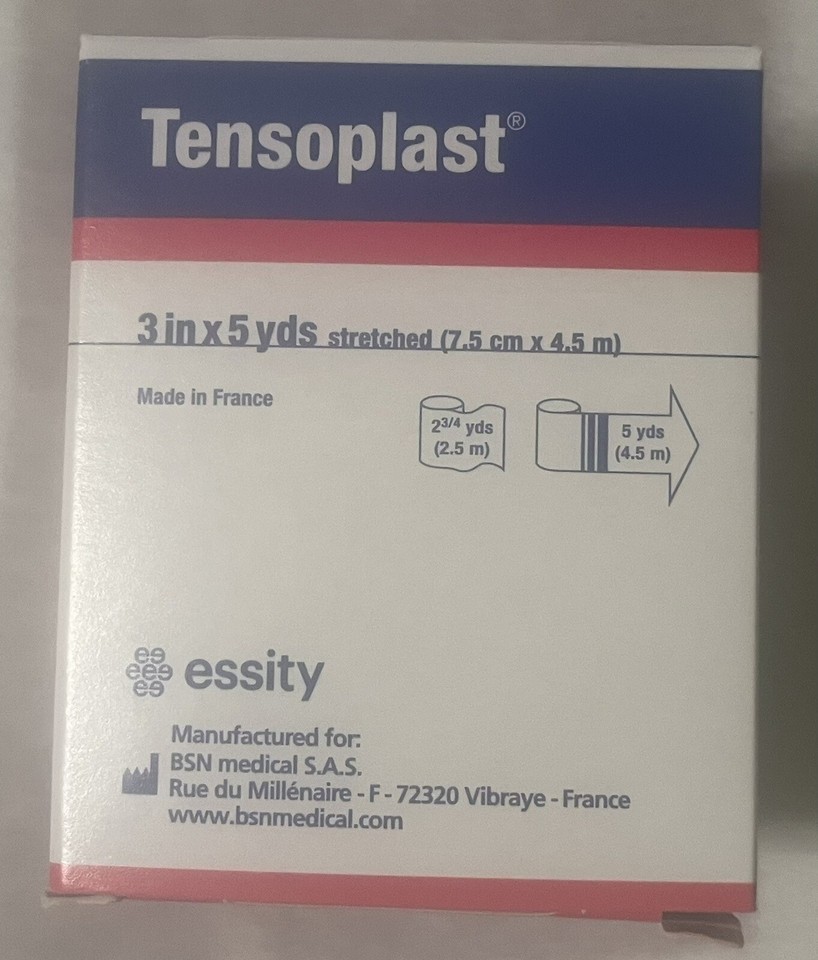 Tensoplast®
3 in x 5 yds stretched (7.5 cm x 4.5 m)
Made in France
2 3/4 yds
(2.5 m)
5 yds
(4.5 m)
essity
Manufactured for:
BSN medical S.A.S.
Rue du Millénaire - F - 72320 Vibraye - France
www.bsnmedical.com